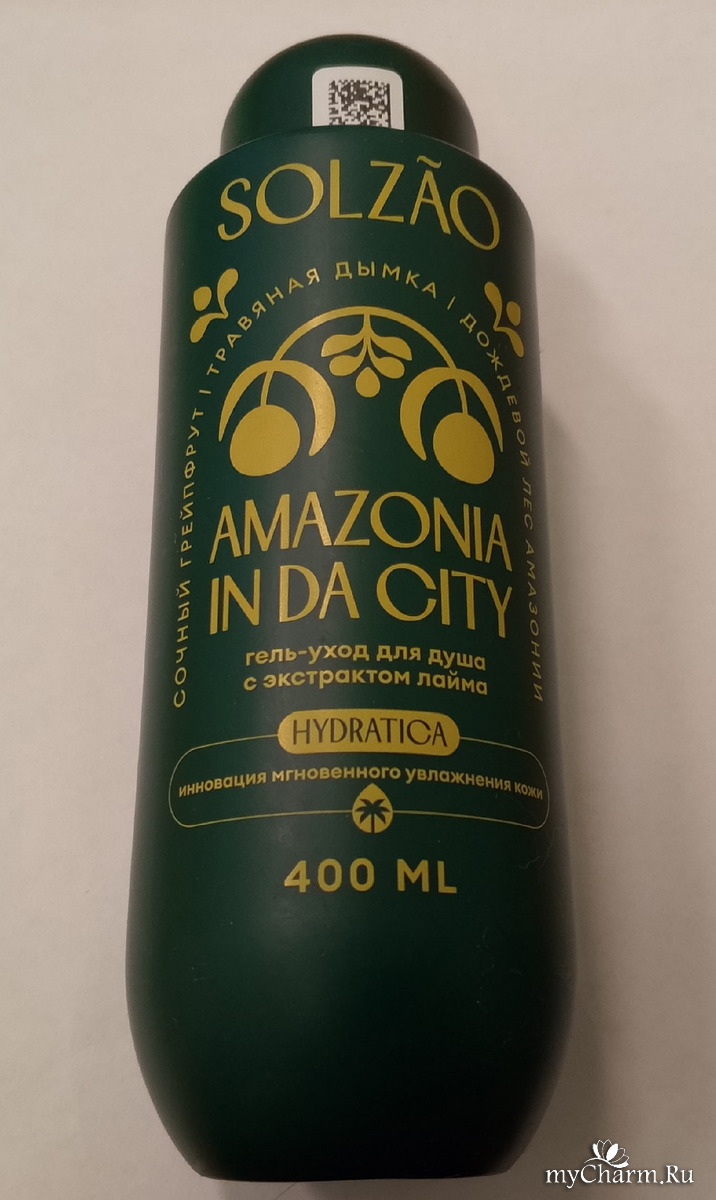 SOLZÃO
СОЧНЫЙ ГРЕЙПФРУТ | ТРАВЯНАЯ ДЫМКА | ДОЖДЕВОЙ ЛЕС АМАЗОНИИ
AMAZONIA
IN DA CITY
гель-уход для душа
с экстрактом лайма
HYDRATICA
инновация мгновенного увлажнения кожи
400 ML
myCharm.Ru